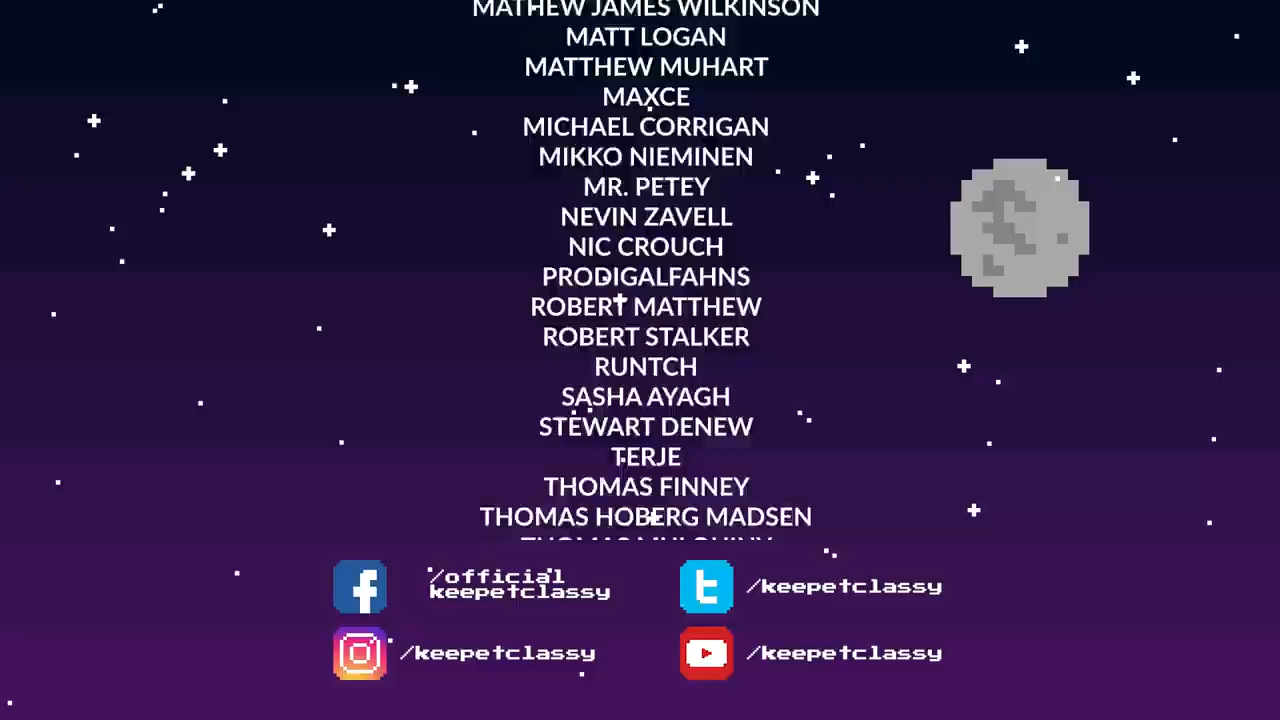 MATHEW JAMES WILKINSON
MATT LOGAN
MATTHEW MUHART
MAXCE
MICHAEL CORRIGAN
MIKKO NIEMINEN
MR. PETEY
NEVIN ZAVELL
NIC CROUCH
PRODIGALFAHNS
ROBERT MATTHEW
ROBERT STALKER
RUNTCH
SASHA AYAGH
STEWART DENEW
TERJE
THOMAS FINNEY
THOMAS HOBERG MADSEN
/official
keepetclassy
/keepetclassy
/keepetclassy
/keepetclassy